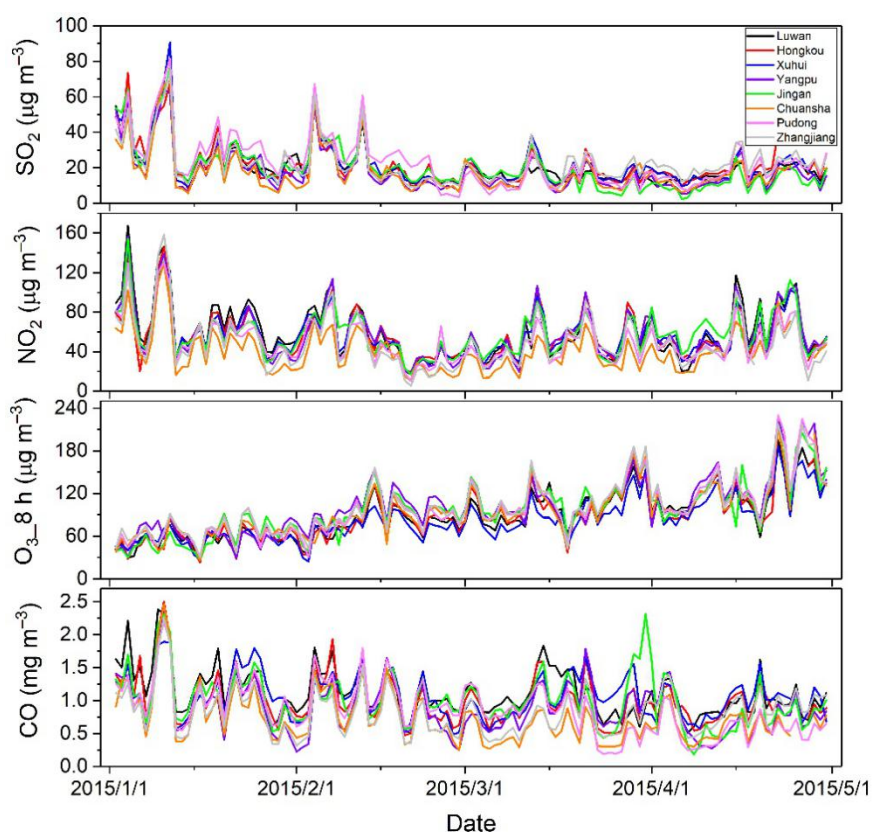 100
80
60
40
20
0
SO₂ (µg m⁻³)
Luwan
Hongkou
Xuhui
Yangpu
Jingan
Chuansha
Pudong
Zhangjiang
160
120
80
40
0
NO₂ (µg m⁻³)
240
180
120
60
0
O₃_8 h (µg m⁻³)
2.5
2.0
1.5
1.0
0.5
0.0
CO (mg m⁻³)
2015/1/1 2015/2/1 2015/3/1 2015/4/1 2015/5/1
Date